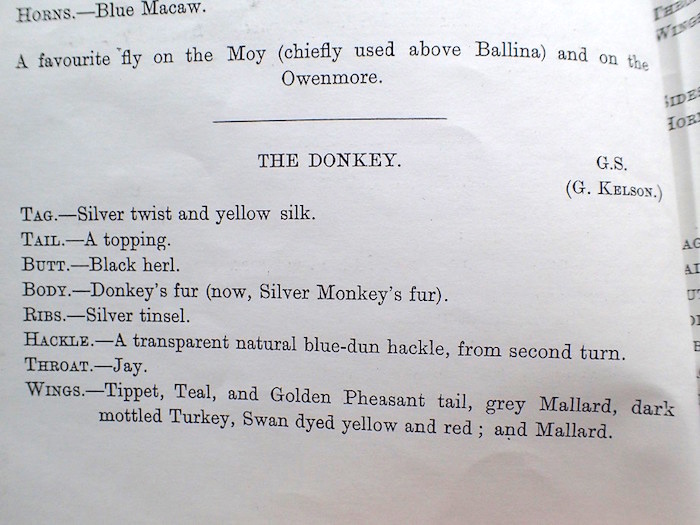 HORNS.—Blue Macaw.
A favourite fly on the Moy (chiefly used above Ballina) and on the
Owenmore.
THE DONKEY.
G.S.
(G. KELSON.)
TAG.—Silver twist and yellow silk.
TAIL.—A topping.
BUTT.—Black herl.
BODY.—Donkey's fur (now, Silver Monkey's fur).
RIBS.—Silver tinsel.
HACKLE.—A transparent natural blue-dun hackle, from second turn.
THROAT.—Jay.
WINGS.—Tippet, Teal, and Golden Pheasant tail, grey Mallard, dark
mottled Turkey, Swan dyed yellow and red; and Mallard.